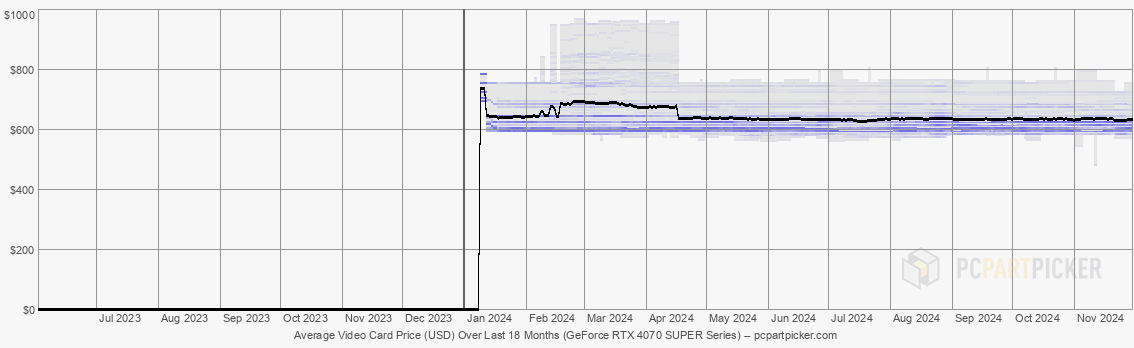 $1000
$800
$600
$400
$200
$0
Jul 2023 Aug 2023 Sep 2023 Oct 2023 Nov 2023 Dec 2023 Jan 2024 Feb 2024 Mar 2024 Apr 2024 May 2024 Jun 2024 Jul 2024 Aug 2024 Sep 2024 Oct 2024 Nov 2024
Average Video Card Price (USD) Over Last 18 Months (GeForce RTX 4070 SUPER Series) -- pcpartpicker.com
PCPARTPICKER